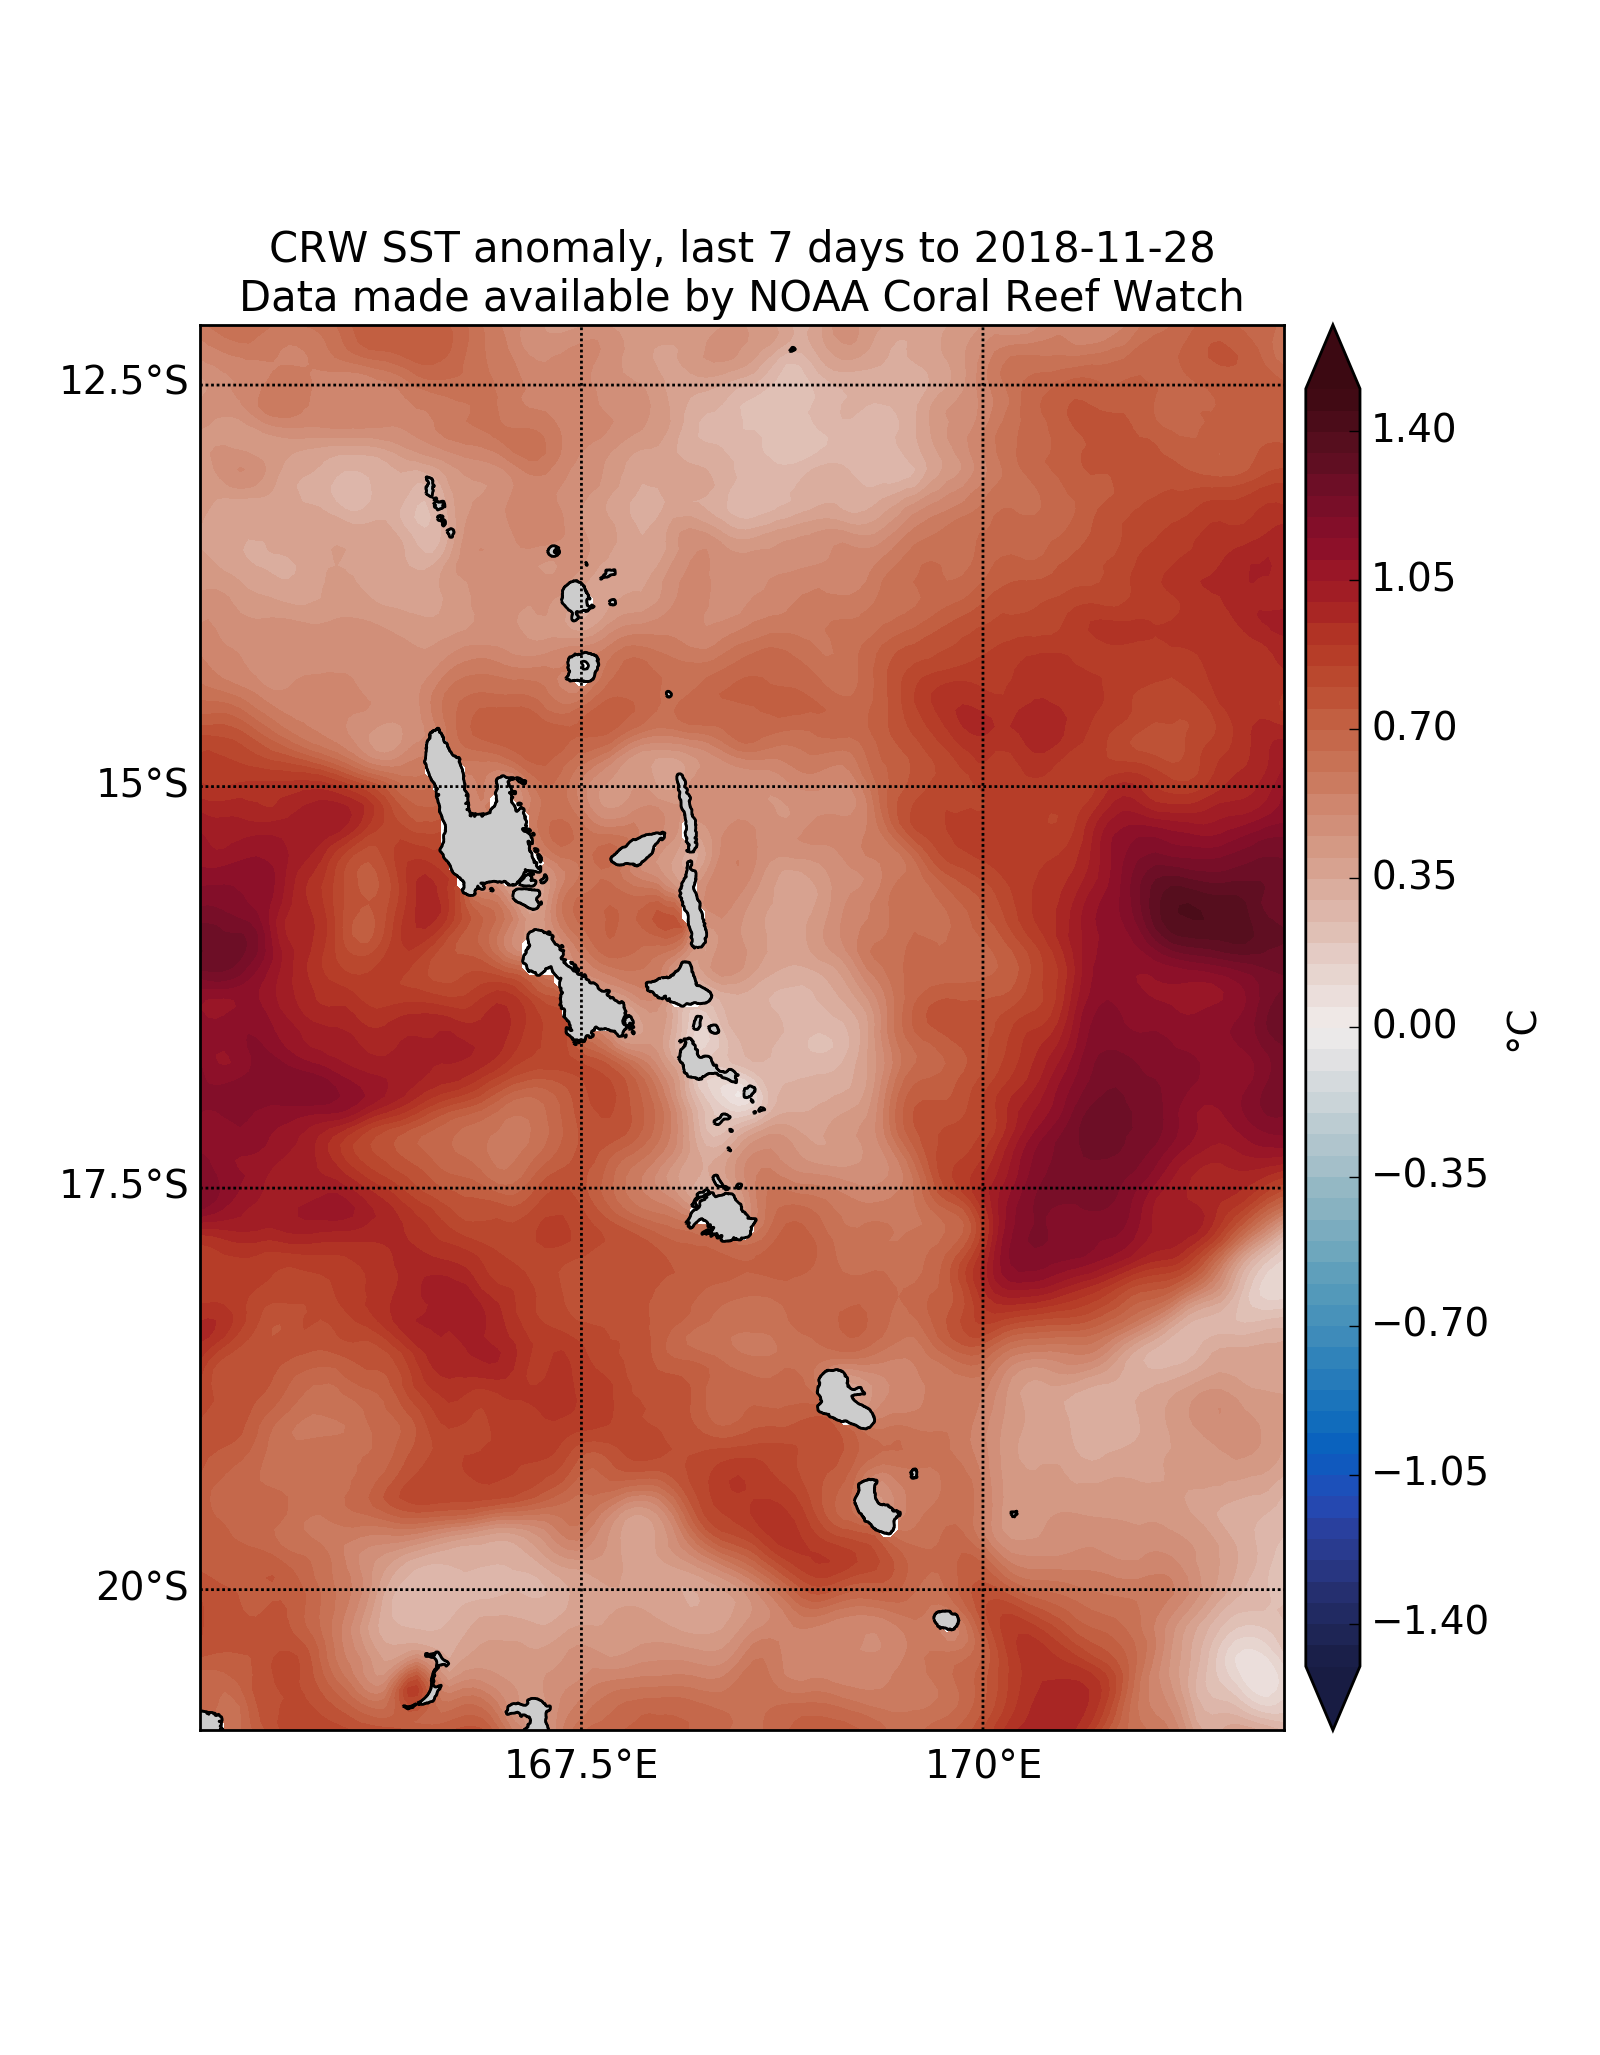 CRW SST anomaly, last 7 days to 2018-11-28
Data made available by NOAA Coral Reef Watch
12.5°S
15°S
17.5°S
20°S
167.5°E
170°E
1.40
1.05
0.70
0.35
0.00
−0.35
−0.70
−1.05
−1.40
°C